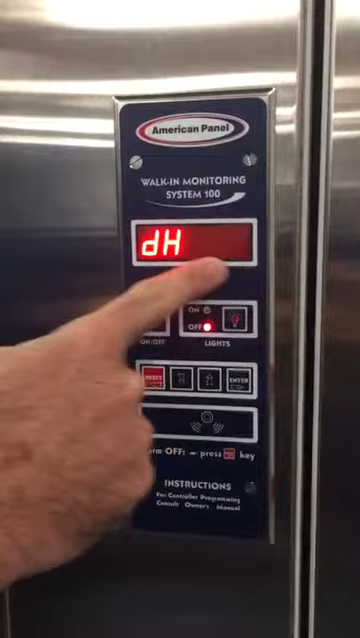 American Panel
WALK-IN MONITORING
SYSTEM 100
dH
ON
OFF
ON/OFF
LIGHTS
RESET
ENTER
OFF: press key
INSTRUCTIONS
For Controller Programming
Consult Owner's Manual